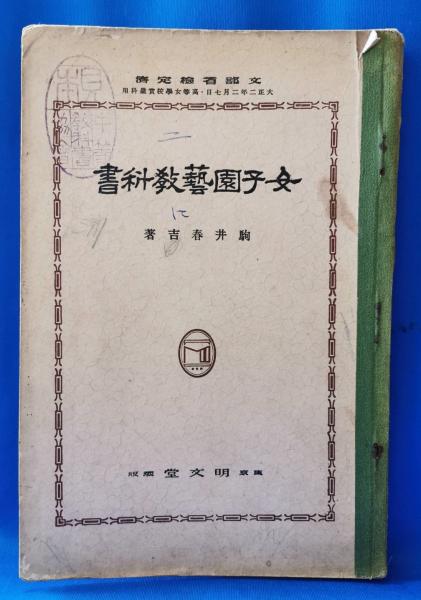 文部省檢定濟
大正二年二月七日・高等女學校實業科用
女子園藝教科書
駒井春吉著
東京 明文堂 藏版